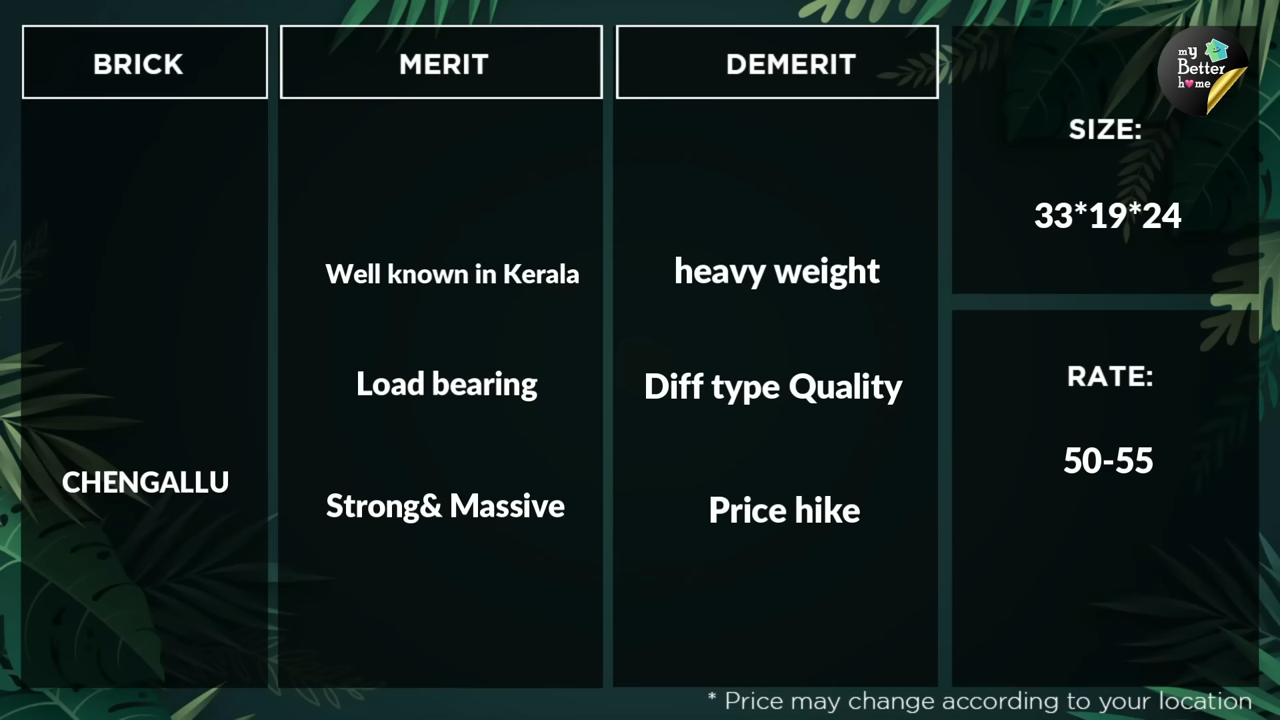 BRICK
MERIT
DEMERIT
my
Better
h me
SIZE:
33*19*24
Well known in Kerala
heavy weight
Load bearing
Diff type Quality
RATE:
50-55
CHENGALLU
Strong& Massive
Price hike
* Price may change according to your location